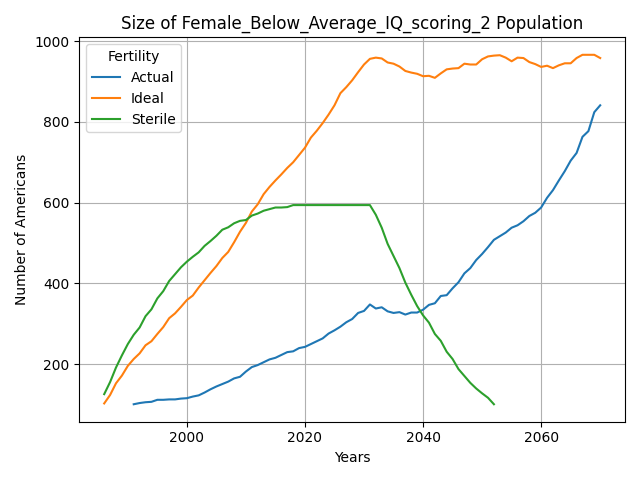 Size of Female_Below_Average_IQ_scoring_2 Population
Number of Americans
1000
800
600
400
200
Fertility
Actual
Ideal
Sterile
2000
2020
2040
2060
Years